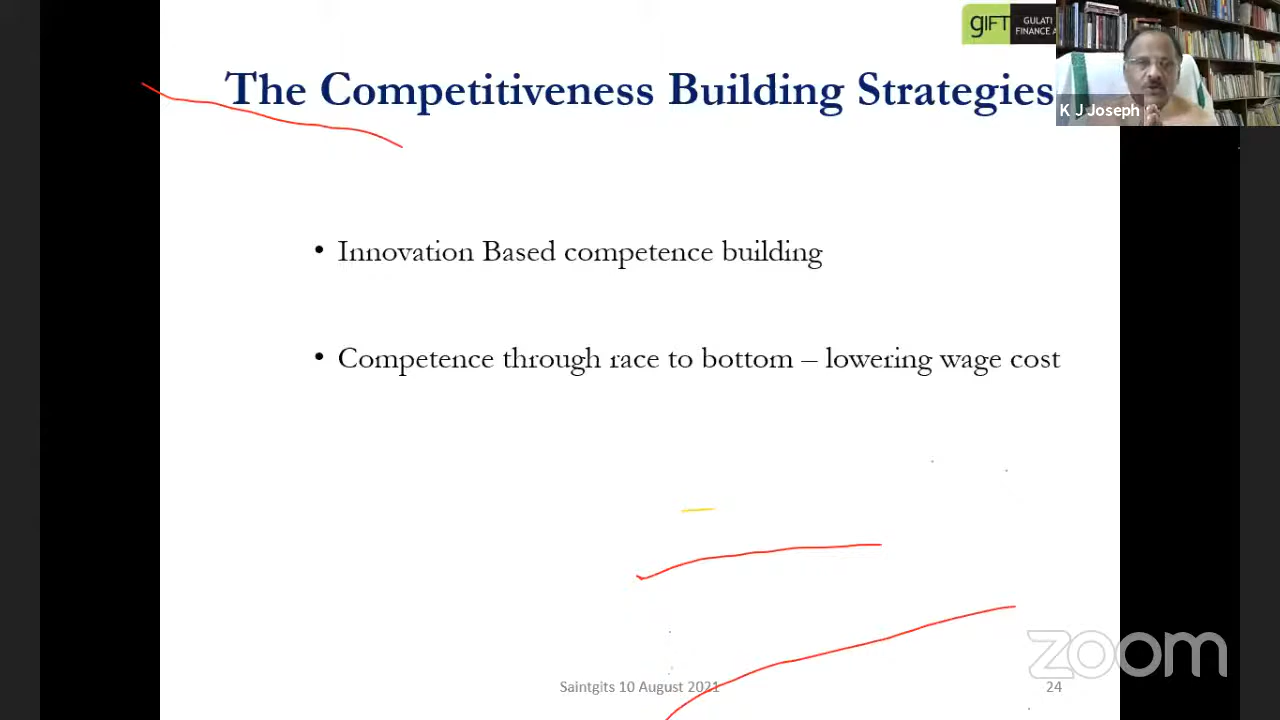 gIFT GULATI
FINANCE A
The Competitiveness Building Strategies
K J Joseph
• Innovation Based competence building
• Competence through race to bottom – lowering wage cost
zoom
Saintgits 10 August 2021
24